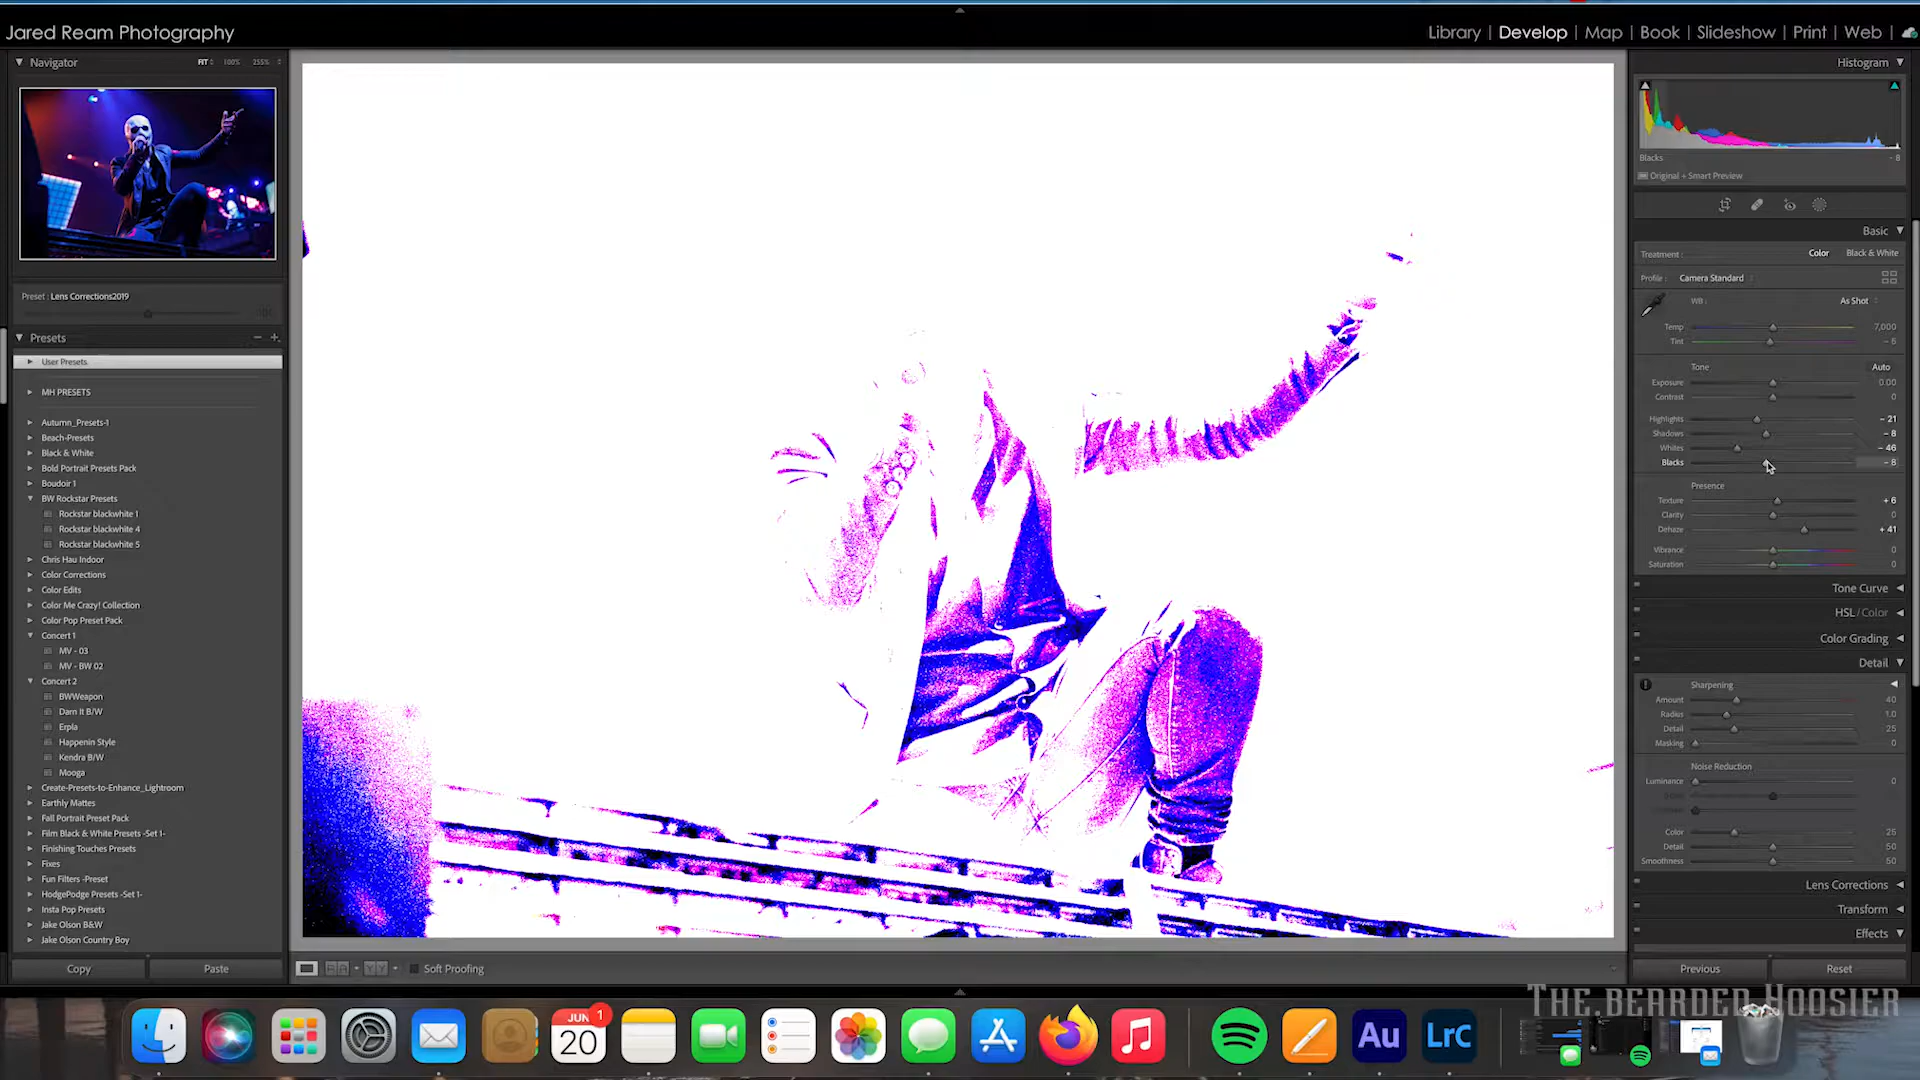 Jared Ream Photography
Library | Develop | Map | Book | Slideshow | Print | Web
Navigator
FIT 100% 255%
Histogram
Blacks - 8
Original + Smart Preview
Basic
Treatment : Color Black & White
Profile : Camera Standard
WB : As Shot
Temp 7,000
Tint - 6
Tone Auto
Exposure 0.00
Contrast 0
Highlights - 21
Shadows - 8
Whites - 46
Blacks - 8
Presence
Texture + 6
Clarity 0
Dehaze + 41
Vibrance 0
Saturation 0
Tone Curve
HSL / Color
Color Grading
Detail
Sharpening
Amount 40
Radius 1.0
Detail 25
Masking 0
Noise Reduction
Luminance 0
Color 25
Detail 50
Smoothness 50
Lens Corrections
Transform
Effects
Previous Reset
Preset : Lens Corrections2019
Presets
User Presets
MH PRESETS
Autumn_Presets-1
Beach-Presets
Black & White
Bold Portrait Presets Pack
Boudoir 1
BW Rockstar Presets
Rockstar blackwhite 1
Rockstar blackwhite 4
Rockstar blackwhite 5
Chris Hau Indoor
Color Corrections
Color Edits
Color Me Crazy! Collection
Color Pop Preset Pack
Concert 1
MV - 03
MV - BW 02
Concert 2
BWWeapon
Darn It B/W
Erpla
Happenin Style
Kendra B/W
Mooga
Create-Presets-to-Enhance_Lightroom
Earthly Mattes
Fall Portrait Preset Pack
Film Black & White Presets -Set 1-
Finishing Touches Presets
Fixes
Fun Filters -Preset
HodgePodge Presets -Set 1-
Insta Pop Presets
Jake Olson B&W
Jake Olson Country Boy
Copy Paste
Soft Proofing
The.Bearded.Hoosier
JUN 1
20
Au
LrC